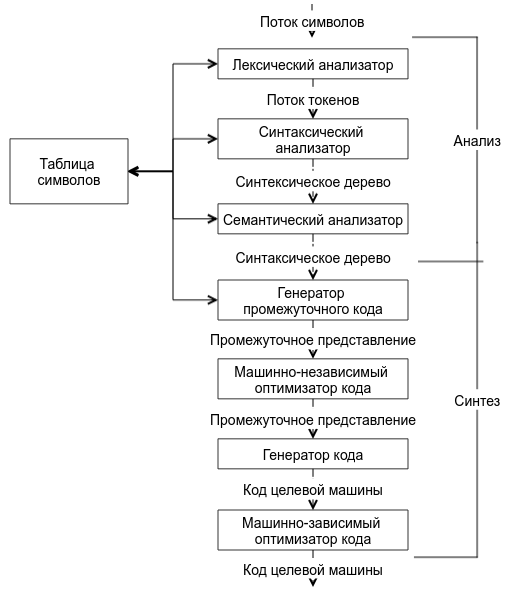 Поток символов
Лексический анализатор
Поток токенов
Синтаксический
анализатор
Анализ
Таблица
символов
Синтексическое дерево
Семантический анализатор
Синтаксическое дерево
Генератор
промежуточного кода
Промежуточное представление
Машинно-независимый
оптимизатор кода
Синтез
Промежуточное представление
Генератор кода
Код целевой машины
Машинно-зависимый
оптимизатор кода
Код целевой машины